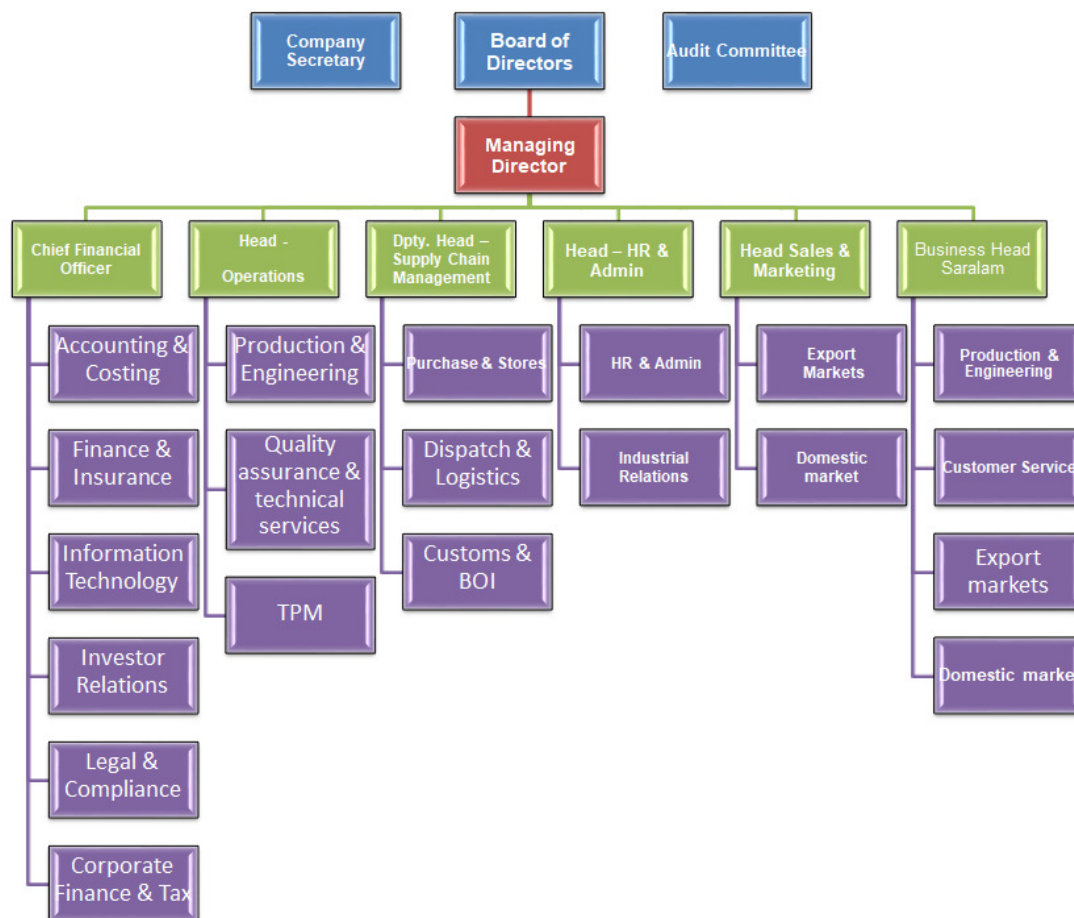 Company
Secretary
Board of
Directors
Audit Committee
Managing
Director
Chief Financial
Officer
Head -
Operations
Dpty. Head –
Supply Chain
Management
Head – HR &
Admin
Head Sales &
Marketing
Business Head
Saralam
Accounting &
Costing
Finance &
Insurance
Information
Technology
Investor
Relations
Legal &
Compliance
Corporate
Finance & Tax
Production &
Engineering
Quality
assurance &
technical
services
TPM
Purchase & Stores
Dispatch &
Logistics
Customs &
BOI
HR & Admin
Industrial
Relations
Export
Markets
Domestic
market
Production &
Engineering
Customer Service
Export
markets
Domestic marke